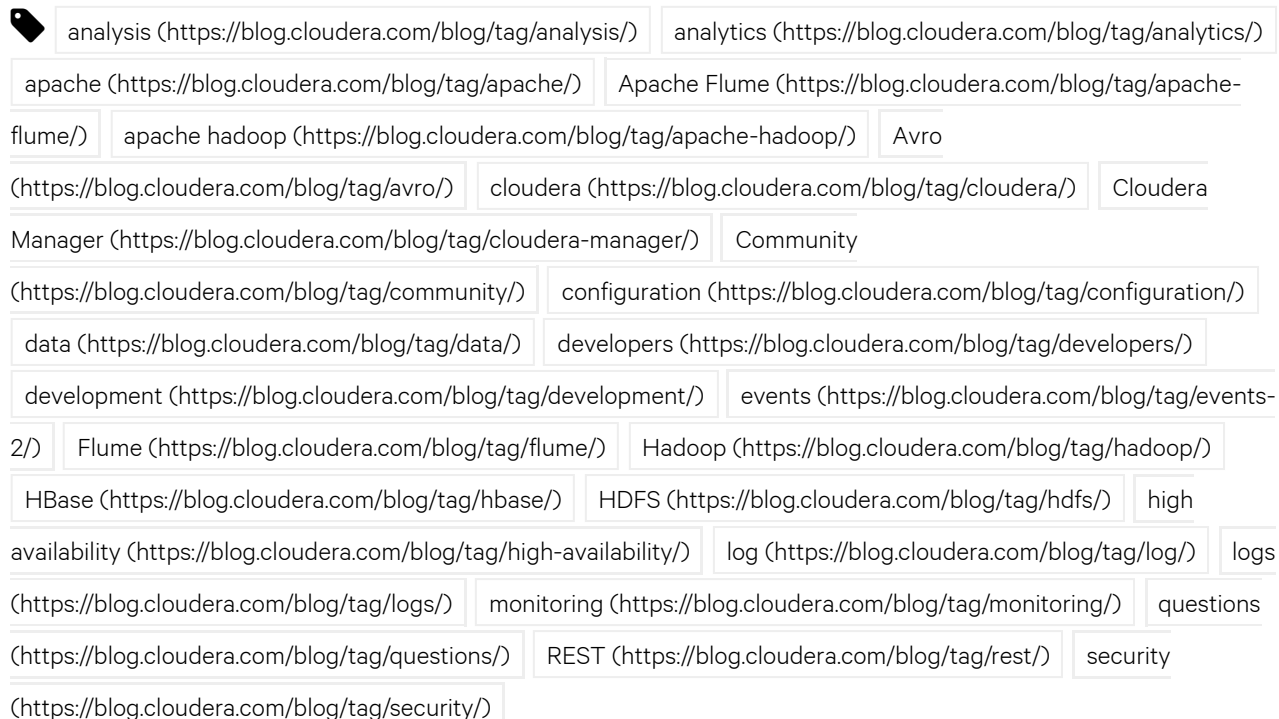 analysis (https://blog.cloudera.com/blog/tag/analysis/) analytics (https://blog.cloudera.com/blog/tag/analytics/)
apache (https://blog.cloudera.com/blog/tag/apache/) Apache Flume (https://blog.cloudera.com/blog/tag/apache-
flume/) apache hadoop (https://blog.cloudera.com/blog/tag/apache-hadoop/) Avro
(https://blog.cloudera.com/blog/tag/avro/) cloudera (https://blog.cloudera.com/blog/tag/cloudera/) Cloudera
Manager (https://blog.cloudera.com/blog/tag/cloudera-manager/) Community
(https://blog.cloudera.com/blog/tag/community/) configuration (https://blog.cloudera.com/blog/tag/configuration/)
data (https://blog.cloudera.com/blog/tag/data/) developers (https://blog.cloudera.com/blog/tag/developers/)
development (https://blog.cloudera.com/blog/tag/development/) events (https://blog.cloudera.com/blog/tag/events-
2/) Flume (https://blog.cloudera.com/blog/tag/flume/) Hadoop (https://blog.cloudera.com/blog/tag/hadoop/)
HBase (https://blog.cloudera.com/blog/tag/hbase/) HDFS (https://blog.cloudera.com/blog/tag/hdfs/) high
availability (https://blog.cloudera.com/blog/tag/high-availability/) log (https://blog.cloudera.com/blog/tag/log/) logs
(https://blog.cloudera.com/blog/tag/logs/) monitoring (https://blog.cloudera.com/blog/tag/monitoring/) questions
(https://blog.cloudera.com/blog/tag/questions/) REST (https://blog.cloudera.com/blog/tag/rest/) security
(https://blog.cloudera.com/blog/tag/security/)